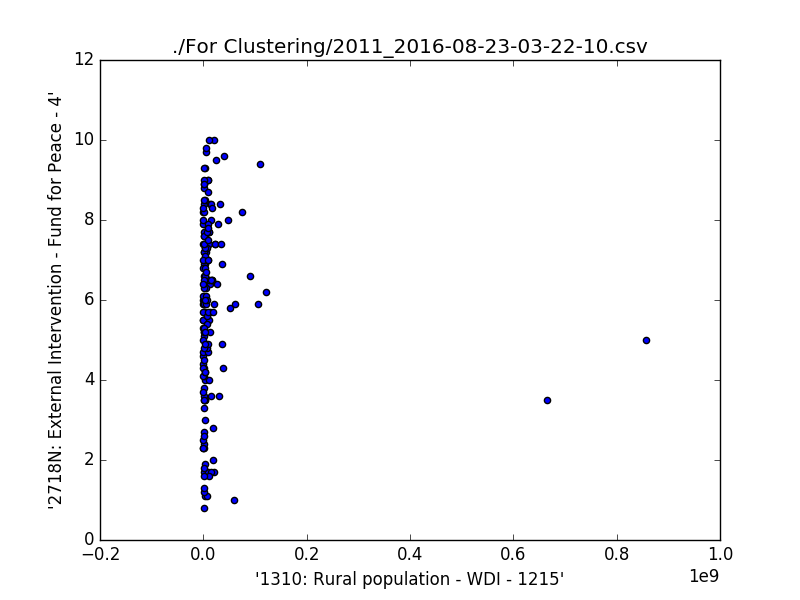 ./For Clustering/2011_2016-08-23-03-22-10.csv
12
10
8
6
4
2
0
'2718N: External Intervention - Fund for Peace - 4'
−0.2 0.0 0.2 0.4 0.6 0.8 1.0
1e9
'1310: Rural population - WDI - 1215'